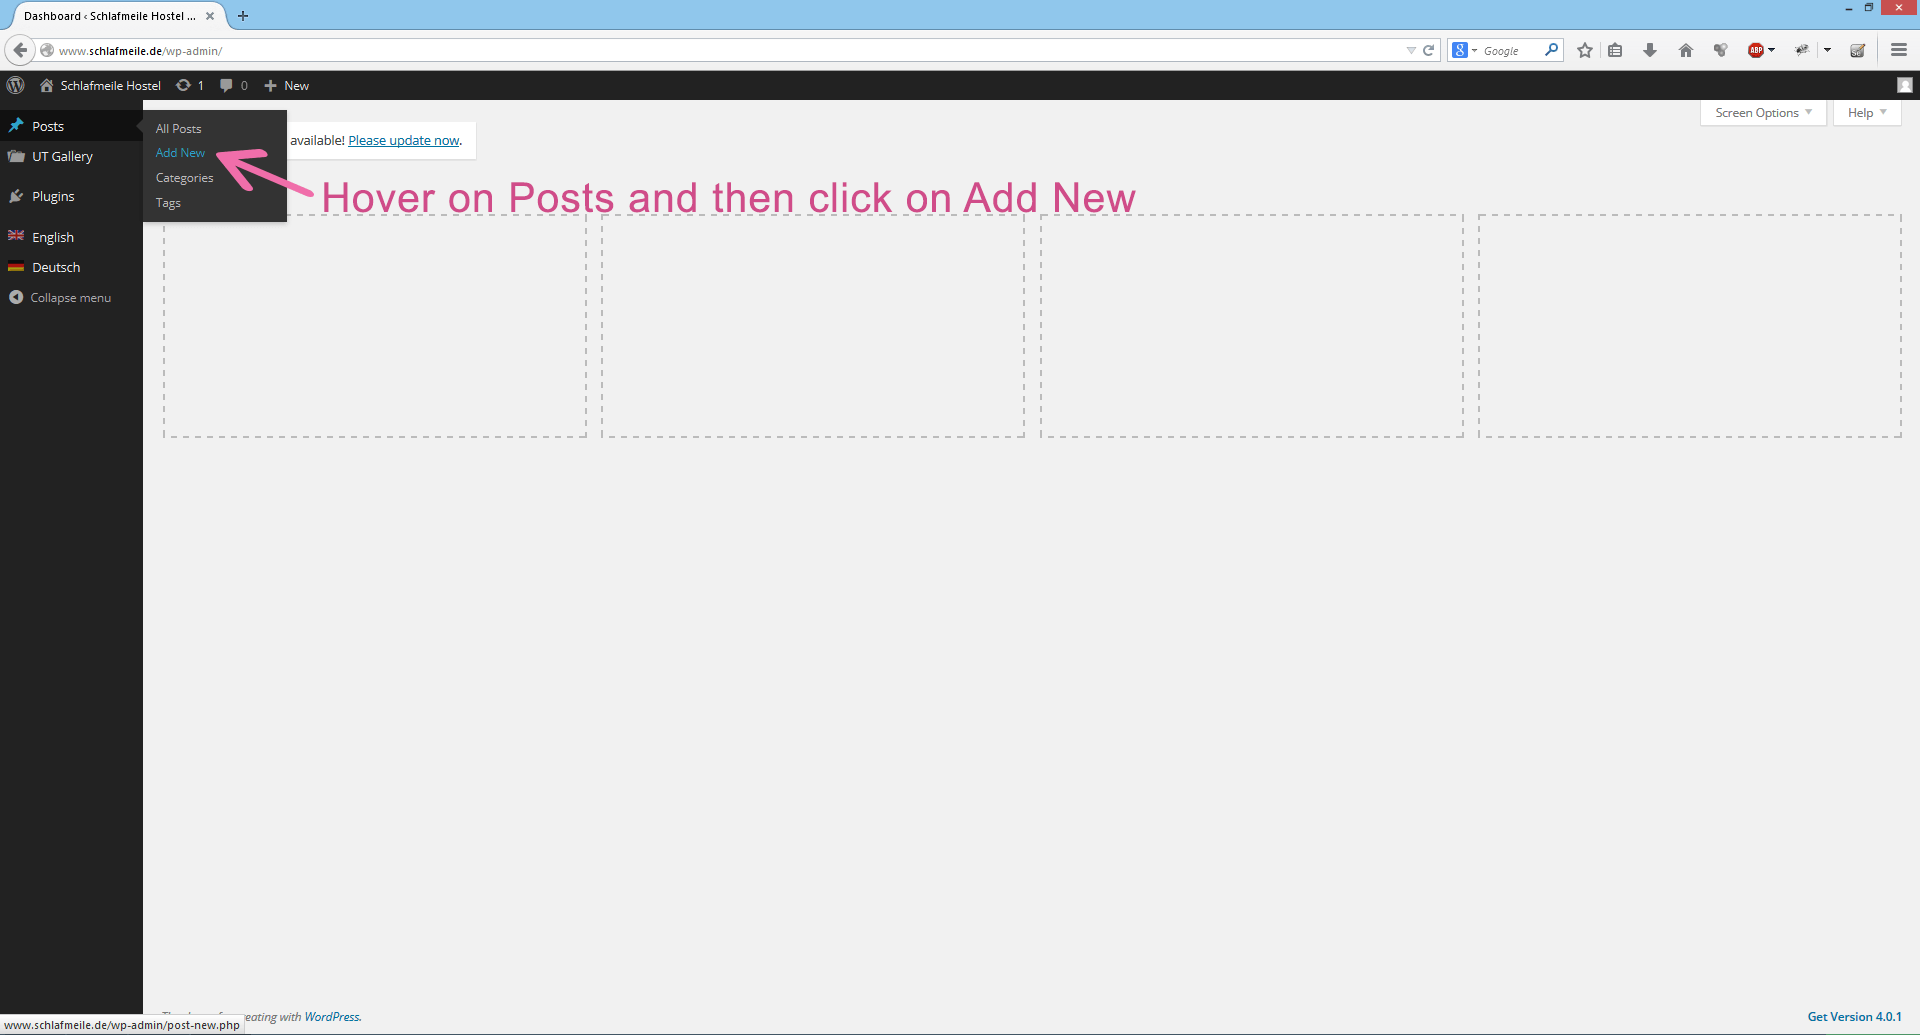 Dashboard ‹ Schlafmeile Hostel ...
www.schlafmeile.de/wp-admin/
Google
ABP
Schlafmeile Hostel 1 0 New
Posts
UT Gallery
Plugins
English
Deutsch
Collapse menu
All Posts
Add New
Categories
Tags
available! Please update now.
Screen Options
Help
Hover on Posts and then click on Add New
eating with WordPress.
Get Version 4.0.1
www.schlafmeile.de/wp-admin/post-new.php